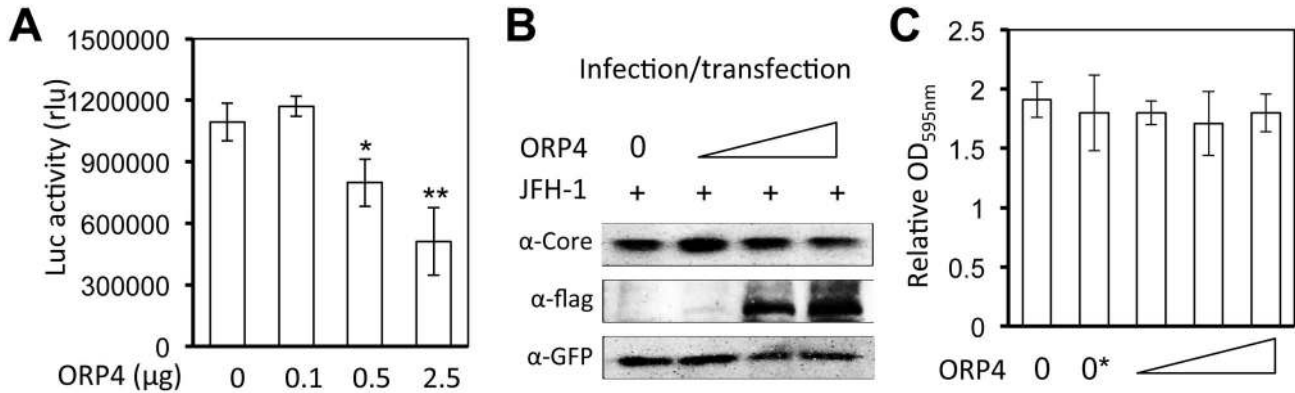 A
Luc activity (rlu)
1500000
1200000
900000
600000
300000
0
*
**
ORP4 (μg) 0 0.1 0.5 2.5
B
Infection/transfection
ORP4 0
JFH-1 + + + +
α-Core
α-flag
α-GFP
C
Relative OD595nm
2.5
2
1.5
1
0.5
0
ORP4 0 0*